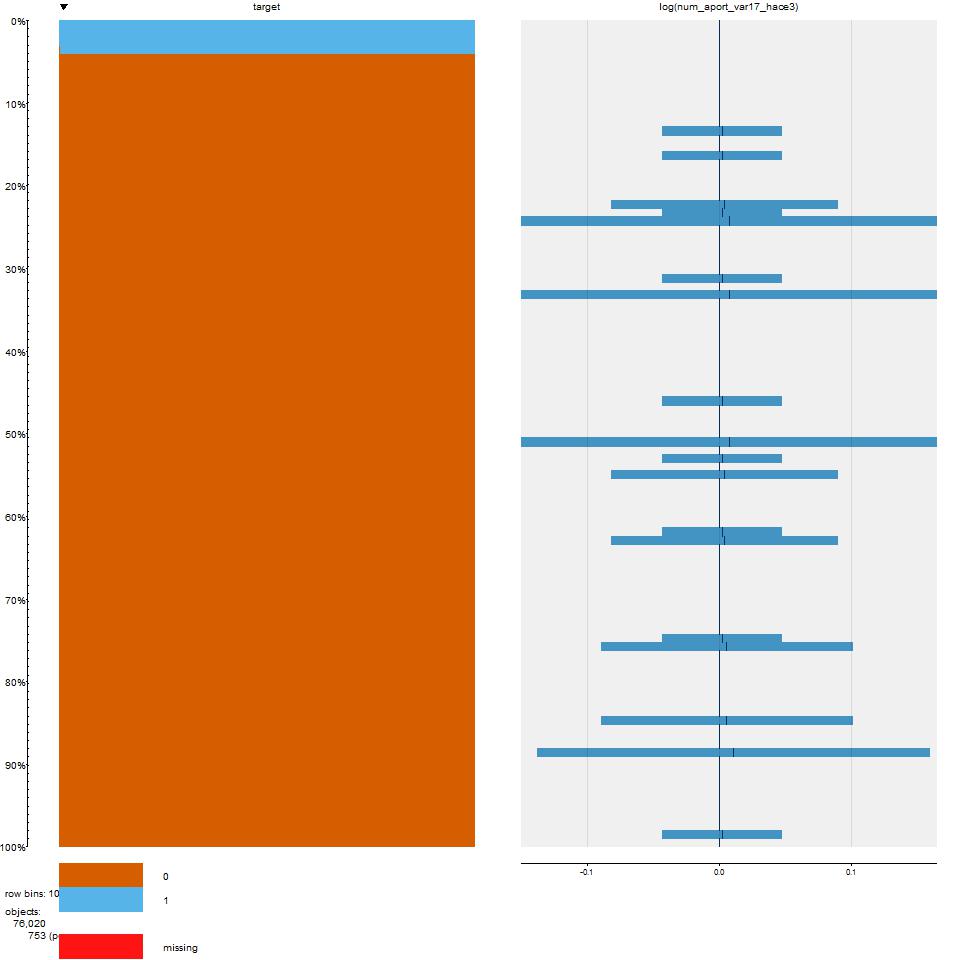 target
log(num_aport_var17_hace3)
0%
10%
20%
30%
40%
50%
60%
70%
80%
90%
100%
-0.1 0.0 0.1
0
row bins: 10
1
objects:
76,020
753 (p
missing